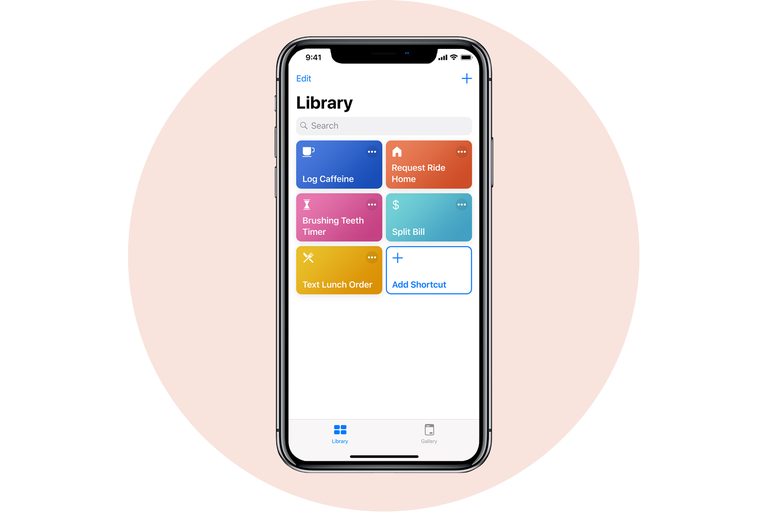 9:41
Edit
Library
Search
Log Caffeine
Request Ride
Home
Brushing Teeth
Timer
Split Bill
Text Lunch Order
Add Shortcut
Library
Gallery